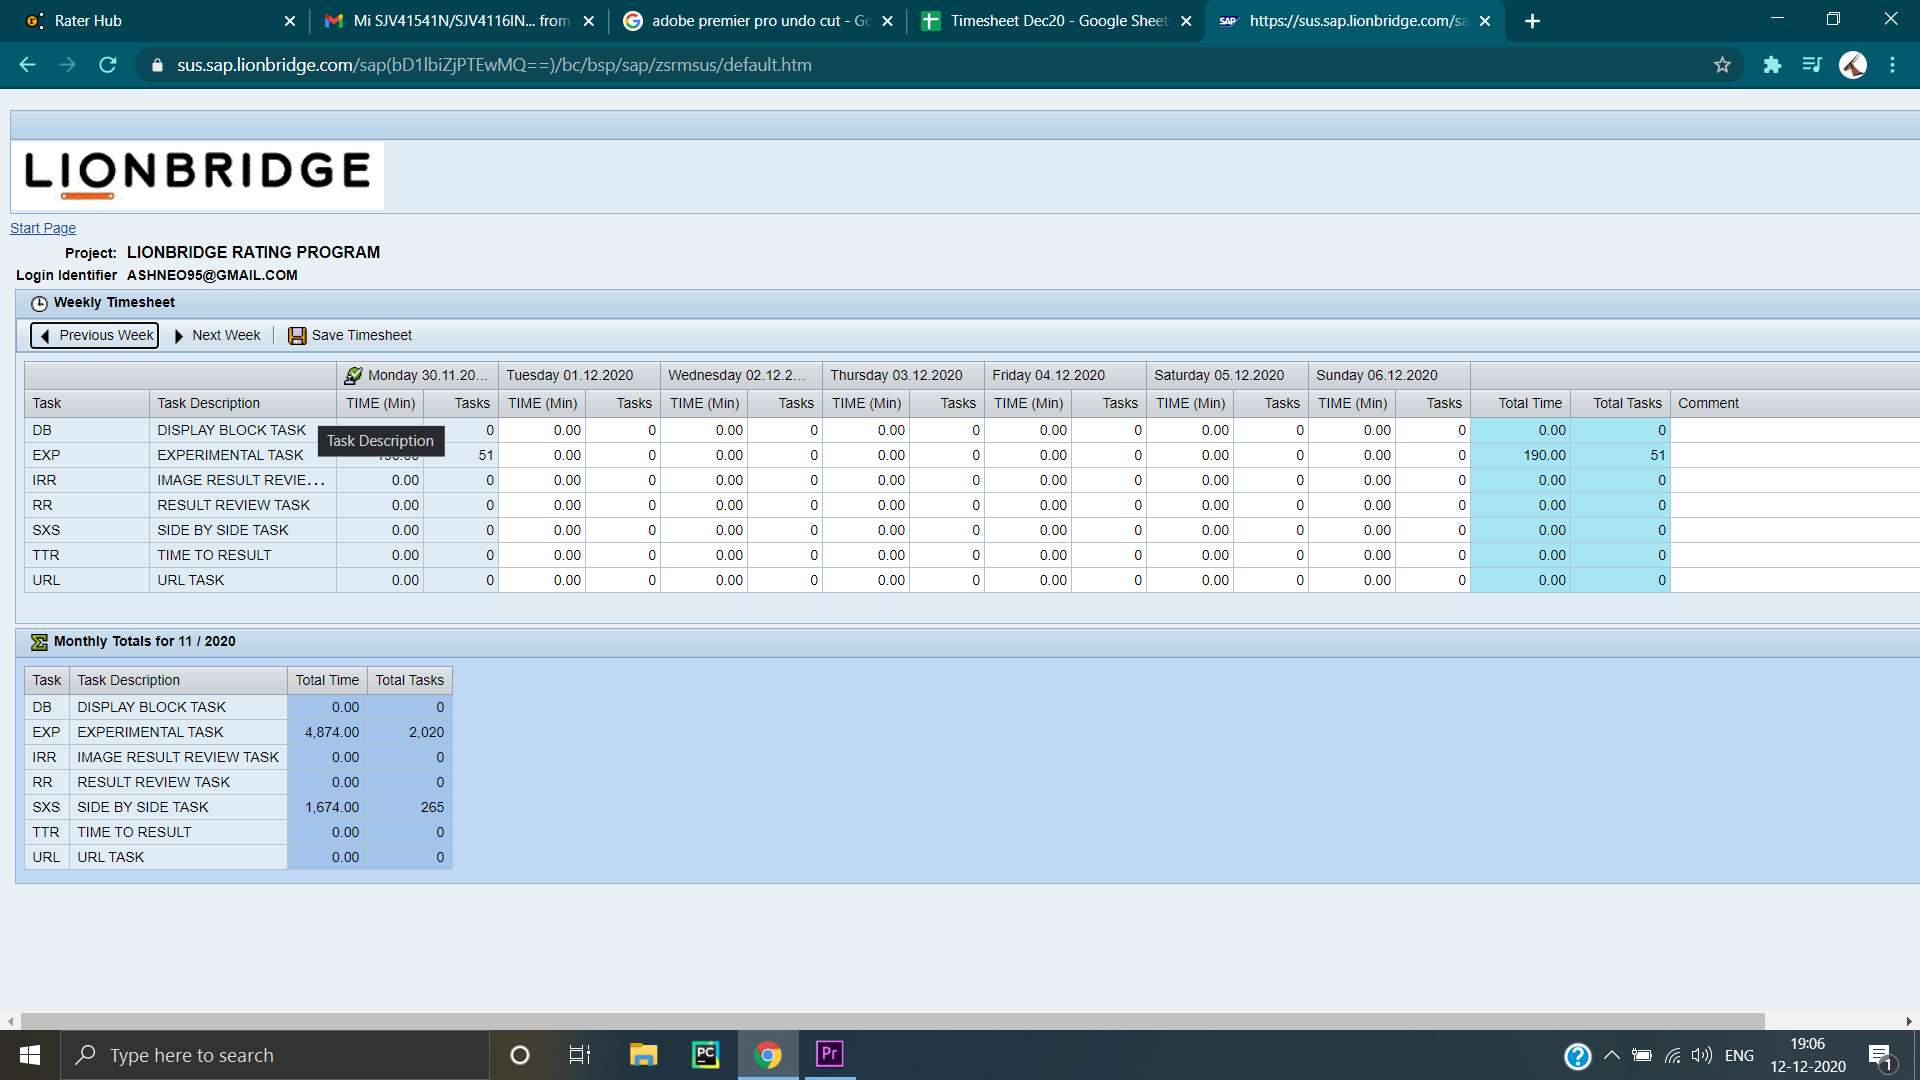 Rater Hub
Mi SJV41541N/SJV4116IN... from
adobe premier pro undo cut - Go
Timesheet Dec20 - Google Sheet
https://sus.sap.lionbridge.com/sa
sus.sap.lionbridge.com/sap(bD1lbiZjPTEwMQ==)/bc/bsp/sap/zsrmsus/default.htm
LIONBRIDGE
Start Page
Project: LIONBRIDGE RATING PROGRAM
Login Identifier ASHNEO95@GMAIL.COM
Weekly Timesheet
Previous Week Next Week Save Timesheet
Monday 30.11.20... Tuesday 01.12.2020 Wednesday 02.12.2... Thursday 03.12.2020 Friday 04.12.2020 Saturday 05.12.2020 Sunday 06.12.2020
Task Task Description TIME (Min) Tasks TIME (Min) Tasks TIME (Min) Tasks TIME (Min) Tasks TIME (Min) Tasks TIME (Min) Tasks TIME (Min) Tasks Total Time Total Tasks Comment
DB DISPLAY BLOCK TASK 0 0.00 0 0.00 0 0.00 0 0.00 0 0.00 0 0.00 0 0.00 0
Task Description
EXP EXPERIMENTAL TASK 51 0.00 0 0.00 0 0.00 0 0.00 0 0.00 0 0.00 0 190.00 51
IRR IMAGE RESULT REVIE... 0.00 0 0.00 0 0.00 0 0.00 0 0.00 0 0.00 0 0.00 0 0.00 0
RR RESULT REVIEW TASK 0.00 0 0.00 0 0.00 0 0.00 0 0.00 0 0.00 0 0.00 0 0.00 0
SXS SIDE BY SIDE TASK 0.00 0 0.00 0 0.00 0 0.00 0 0.00 0 0.00 0 0.00 0 0.00 0
TTR TIME TO RESULT 0.00 0 0.00 0 0.00 0 0.00 0 0.00 0 0.00 0 0.00 0 0.00 0
URL URL TASK 0.00 0 0.00 0 0.00 0 0.00 0 0.00 0 0.00 0 0.00 0 0.00 0
Monthly Totals for 11 / 2020
Task Task Description Total Time Total Tasks
DB DISPLAY BLOCK TASK 0.00 0
EXP EXPERIMENTAL TASK 4,874.00 2,020
IRR IMAGE RESULT REVIEW TASK 0.00 0
RR RESULT REVIEW TASK 0.00 0
SXS SIDE BY SIDE TASK 1,674.00 265
TTR TIME TO RESULT 0.00 0
URL URL TASK 0.00 0
Type here to search
PC
Pr
ENG
19:06
12-12-2020
1